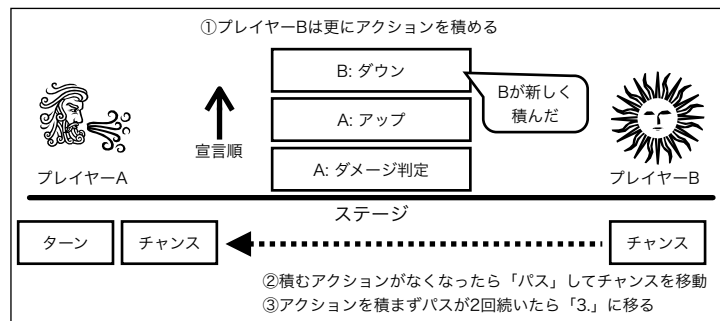 ①プレイヤーBは更にアクションを積める
B: ダウン
Bが新しく
積んだ
A: アップ
宣言順
A: ダメージ判定
プレイヤーA
プレイヤーB
ステージ
ターン
チャンス
チャンス
②積むアクションがなくなったら「パス」してチャンスを移動
③アクションを積まずパスが2回続いたら「3.」に移る